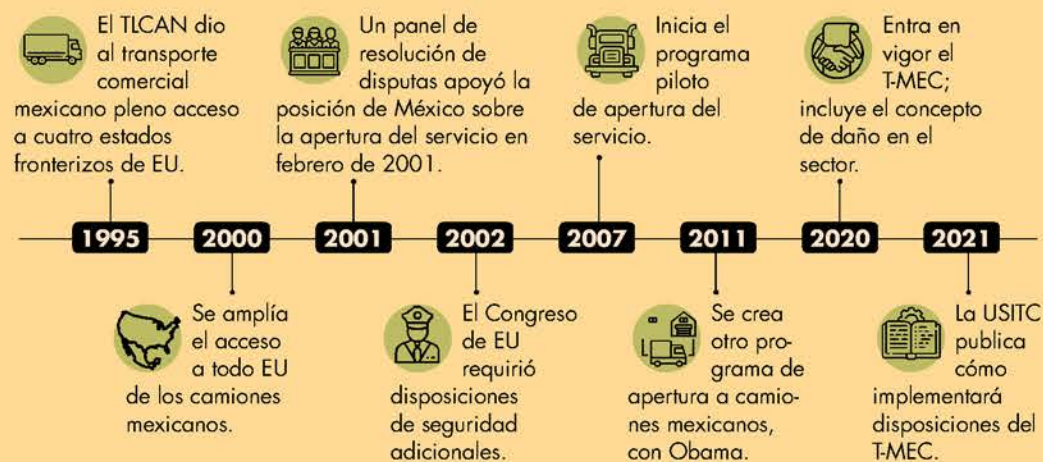 El TLCAN dio
al transporte
comercial
mexicano pleno acceso
a cuatro estados
fronterizos de EU.
Un panel de
resolución de
disputas apoyó la
posición de México sobre
la apertura del servicio en
febrero de 2001.
Inicia el
programa
piloto
de apertura del
servicio.
Entra en
vigor el
T-MEC;
incluye el concepto
de daño en el
sector.
1995 2000 2001 2002 2007 2011 2020 2021
Se amplía
el acceso
a todo EU
de los camiones
mexicanos.
El Congreso
de EU
requirió
disposiciones
de seguridad
adicionales.
Se crea
otro pro-
grama de
apertura a camio-
nes mexicanos,
con Obama.
La USITC
publica
cómo
implementará
disposiciones del
T-MEC.